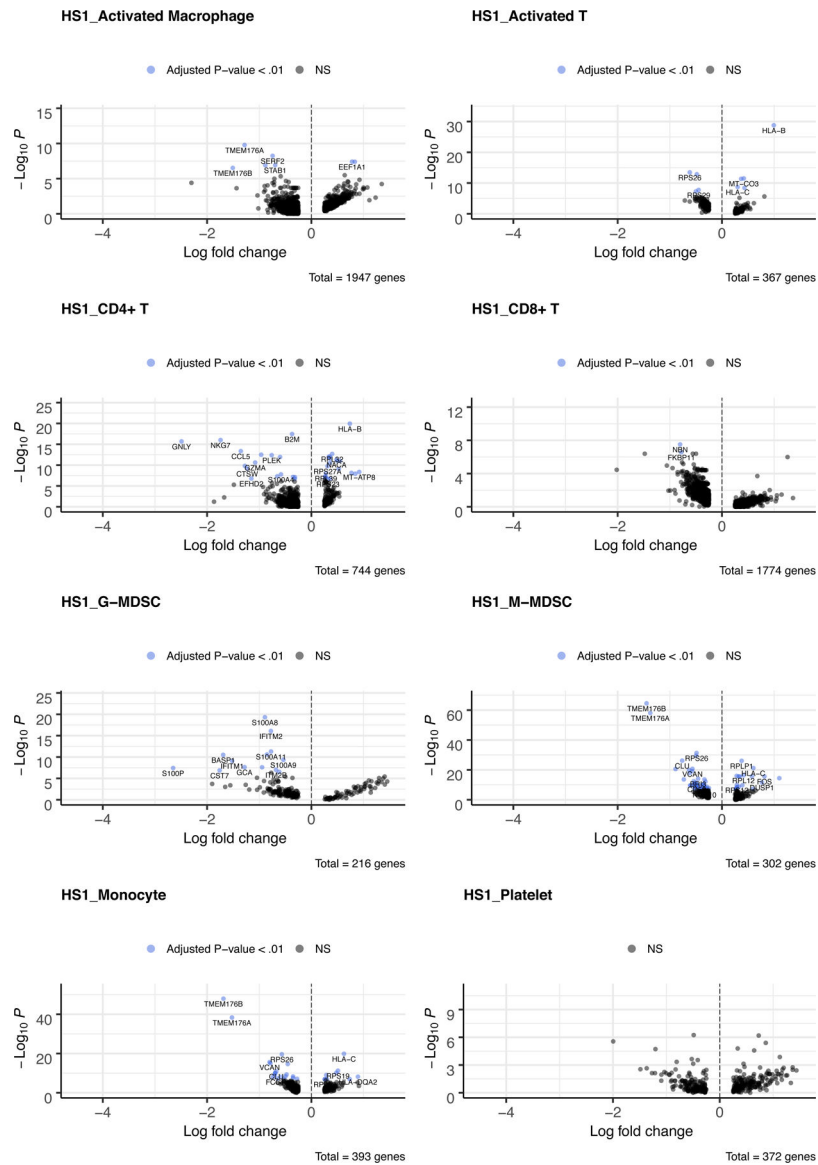 HS1_Activated Macrophage
Adjusted P−value < .01 NS
15
10
5
0
− Log10 P
TMEM176A
SERF2
TMEM176B
STAB1
EEF1A1
−4 −2 0
Log fold change
Total = 1947 genes
HS1_Activated T
Adjusted P−value < .01 NS
30
20
10
0
− Log10 P
HLA−B
RPS26
MT−CO3
RPS29
HLA−C
−4 −2 0
Log fold change
Total = 367 genes
HS1_CD4+ T
Adjusted P−value < .01 NS
25
20
15
10
5
0
− Log10 P
HLA−B
B2M
GNLY
NKG7
CCL5
PLEK
RPL32
GZMA
NACA
CTSW
RPS27A
S100A4
MT−ATP8
EFHD2
−4 −2 0
Log fold change
Total = 744 genes
HS1_CD8+ T
Adjusted P−value < .01 NS
12
8
4
0
− Log10 P
NBN
FKBP11
−4 −2 0
Log fold change
Total = 1774 genes
HS1_G−MDSC
Adjusted P−value < .01 NS
25
20
15
10
5
0
− Log10 P
S100A8
IFITM2
BASP1
S100A11
IFITM1
S100A9
S100P
CST7
GCA
ITM2B
−4 −2 0
Log fold change
Total = 216 genes
HS1_M−MDSC
Adjusted P−value < .01 NS
60
40
20
0
− Log10 P
TMEM176B
TMEM176A
RPS26
CLU
RPLP1
VCAN
HLA−C
RPL12
FOS
DUSP1
−4 −2 0
Log fold change
Total = 302 genes
HS1_Monocyte
Adjusted P−value < .01 NS
40
20
0
− Log10 P
TMEM176B
TMEM176A
RPS26
HLA−C
VCAN
CLU
RPS19
HLA−DQA2
−4 −2 0
Log fold change
Total = 393 genes
HS1_Platelet
NS
9
6
3
0
− Log10 P
−4 −2 0
Log fold change
Total = 372 genes